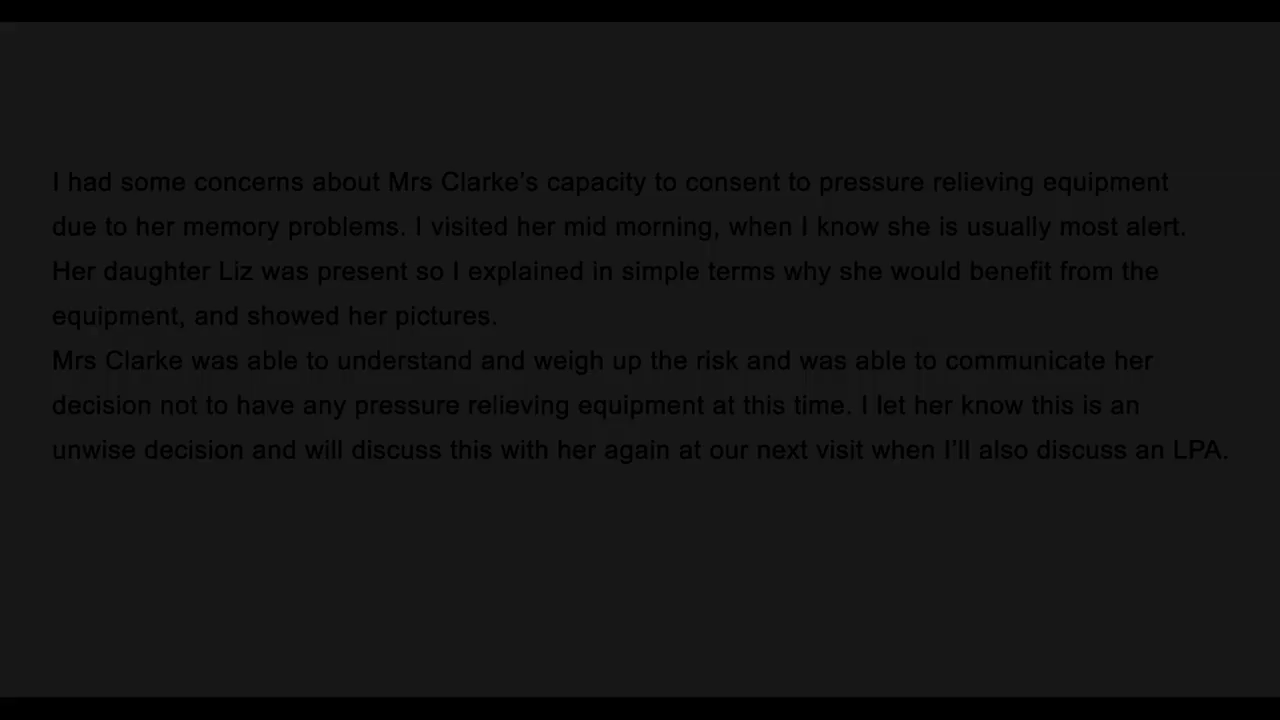 I had some concerns about Mrs Clarke’s capacity to consent to pressure relieving equipment
due to her memory problems. I visited her mid morning, when I know she is usually most alert.
Her daughter Liz was present so I explained in simple terms why she would benefit from the
equipment, and showed her pictures.
Mrs Clarke was able to understand and weigh up the risk and was able to communicate her
decision not to have any pressure relieving equipment at this time. I let her know this is an
unwise decision and will discuss this with her again at our next visit when I’ll also discuss an LPA.